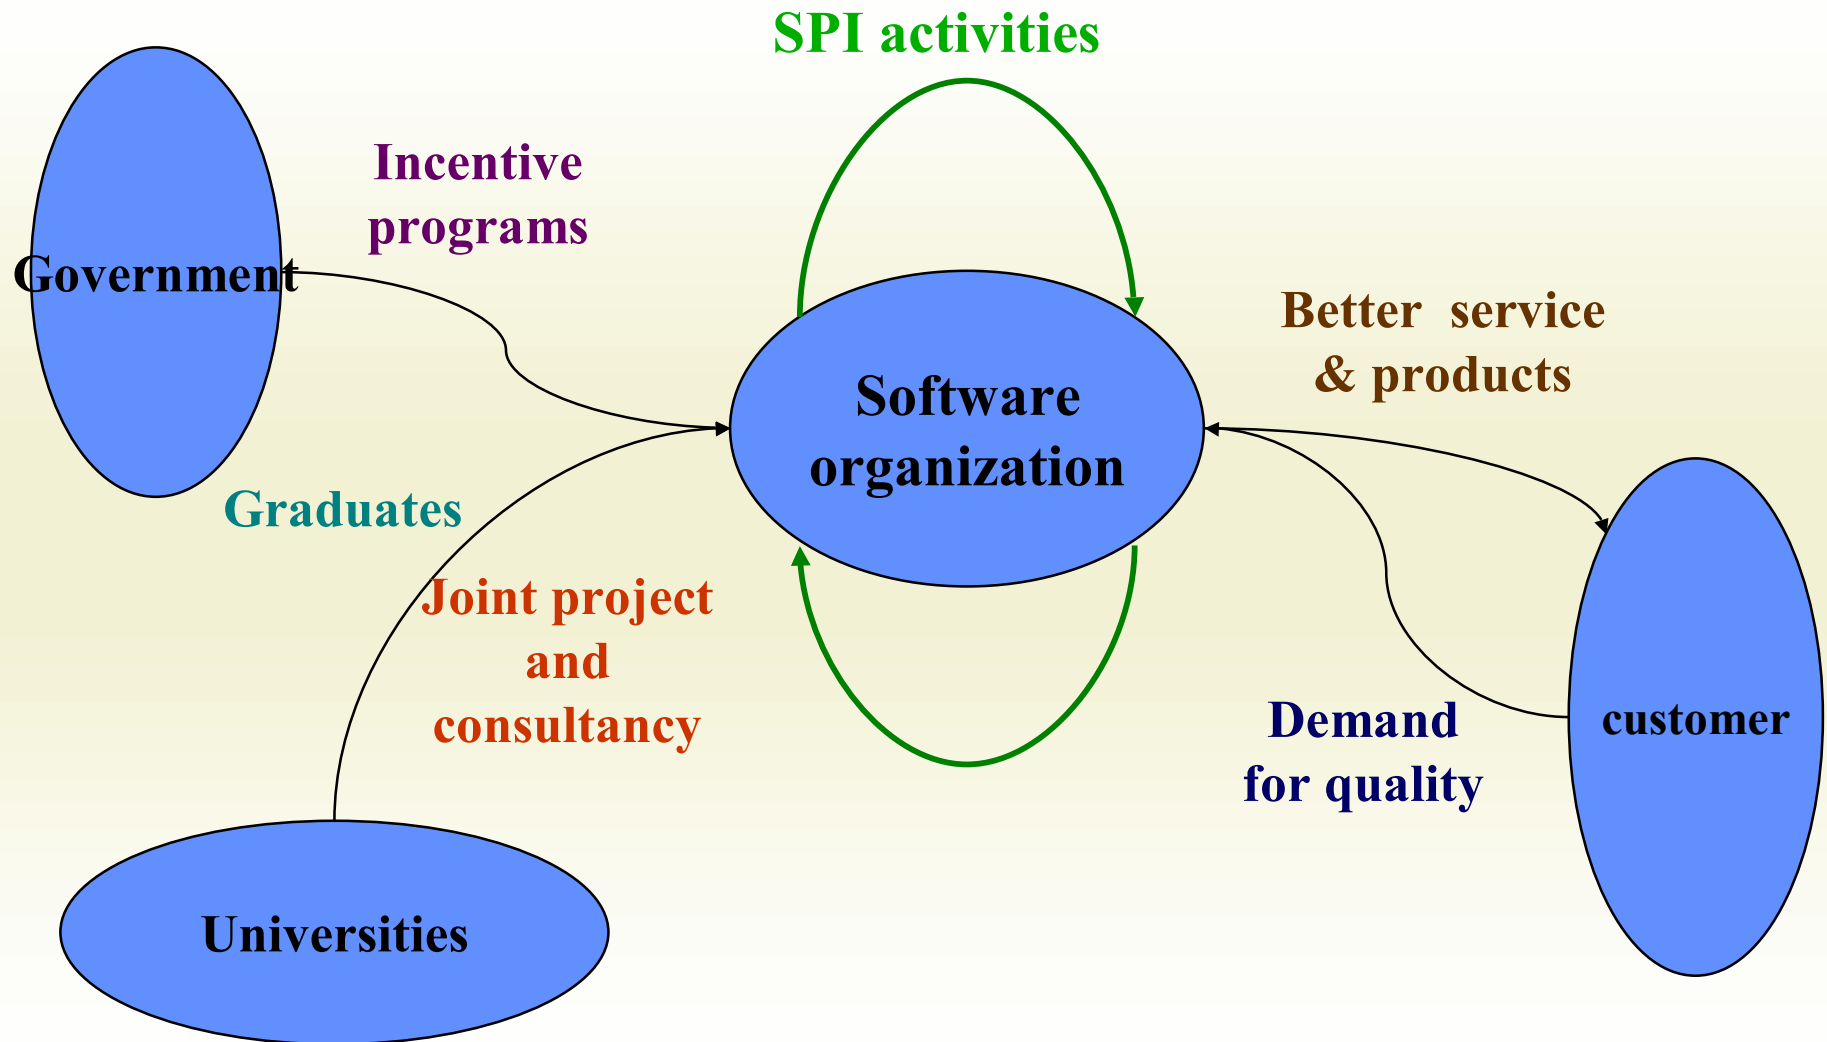 SPI activities
Incentive
programs
Government
Better  service
& products
Software
organization
Graduates
Joint project
and
consultancy
Demand
for quality
customer
Universities